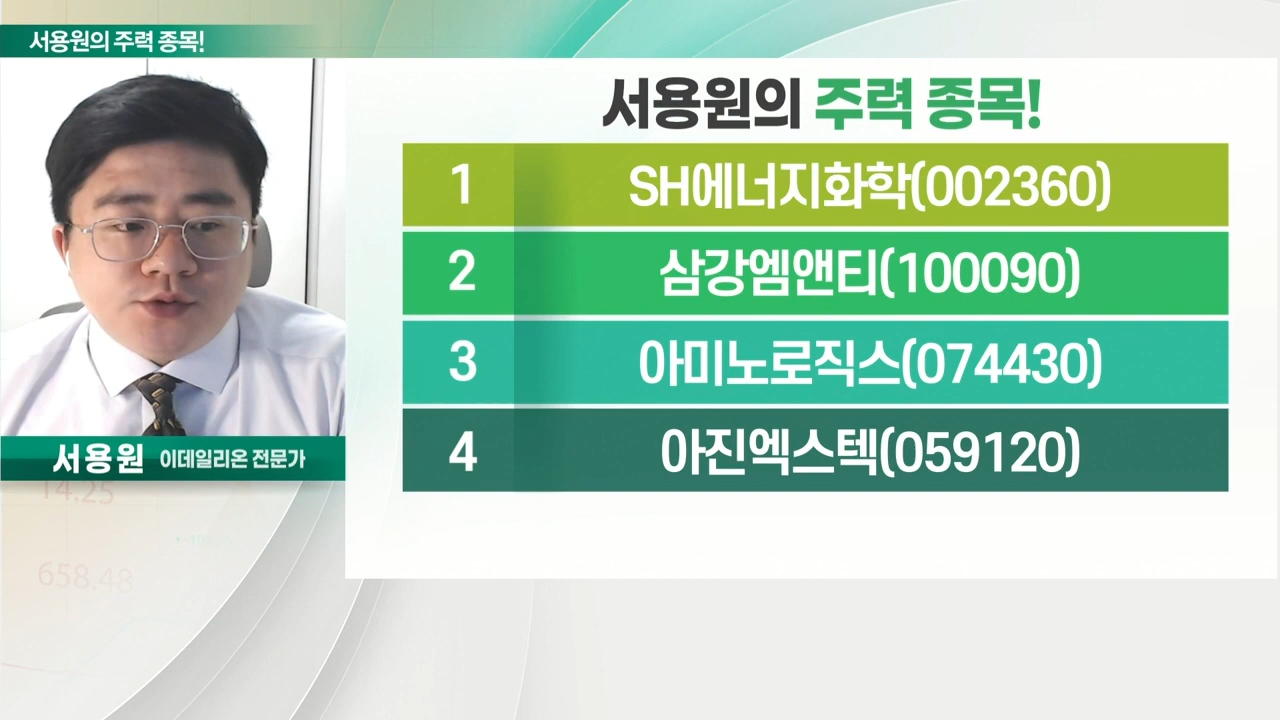 서용원의 주력 종목!
서용원의 주력 종목!
1 SH에너지화학(002360)
2 삼강엠앤티(100090)
3 아미노로직스(074430)
4 아진엑스텍(059120)
서용원 이데일리온 전문가
14.25
658.48